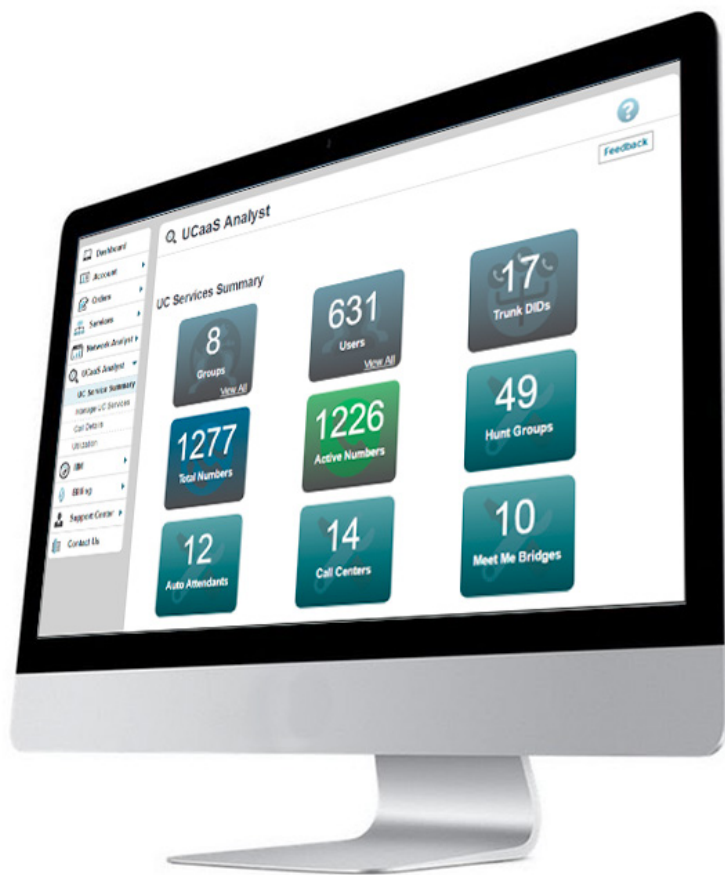 ?
Feedback
UCaaS Analyst
Dashboard
Account
Orders
Services
Network Analyst
UCaaS Analyst
UC Service Summary
Manage UC Services
Call Details
Utilization
Billing
Support Center
Contact Us
UC Services Summary
8
Groups
View All
631
Users
View All
17
Trunk DIDs
1277
Total Numbers
1226
Active Numbers
49
Hunt Groups
12
Auto Attendants
14
Call Centers
10
Meet Me Bridges